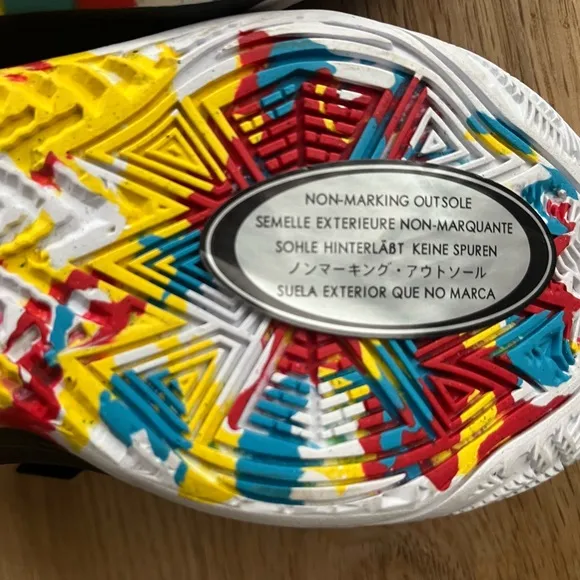 NON-MARKING OUTSOLE
SEMELLE EXTERIEURE NON-MARQUANTE
SOHLE HINTERLÄßT KEINE SPUREN
ノンマーキング・アウトソール
SUELA EXTERIOR QUE NO MARCA